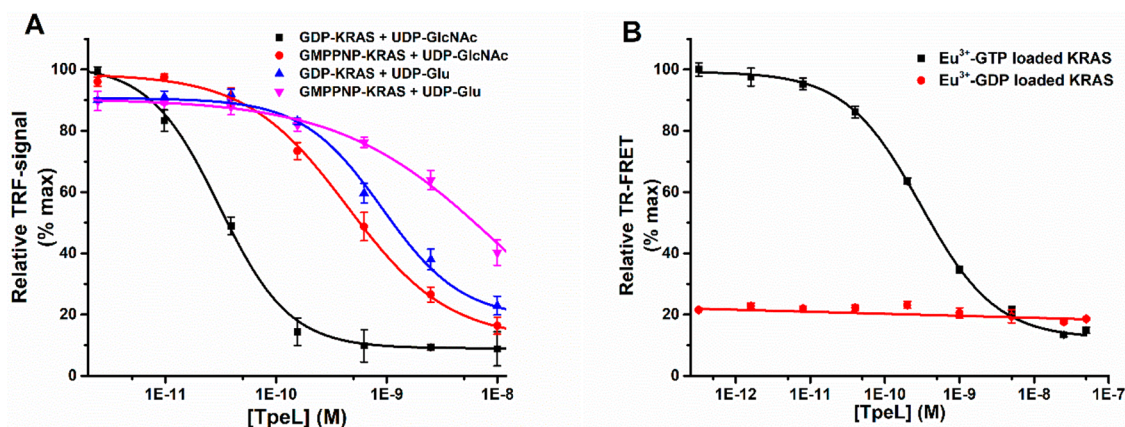 A
GDP-KRAS + UDP-GlcNAc
GMPPNP-KRAS + UDP-GlcNAc
GDP-KRAS + UDP-Glu
GMPPNP-KRAS + UDP-Glu
Relative TRF-signal
(% max)
100
80
60
40
20
0
1E-11
1E-10
1E-9
1E-8
[TpeL] (M)
B
Eu³⁺-GTP loaded KRAS
Eu³⁺-GDP loaded KRAS
Relative TR-FRET
(% max)
100
80
60
40
20
0
1E-12
1E-11
1E-10
1E-9
1E-8
1E-7
[TpeL] (M)